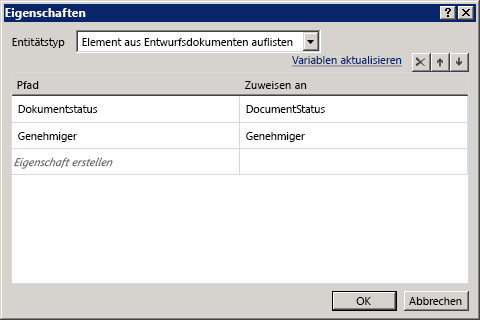 Eigenschaften
Entitätstyp Element aus Entwurfsdokumenten auflisten
Variablen aktualisieren
Pfad Zuweisen an
Dokumentstatus DocumentStatus
Genehmiger Genehmiger
Eigenschaft erstellen
OK Abbrechen